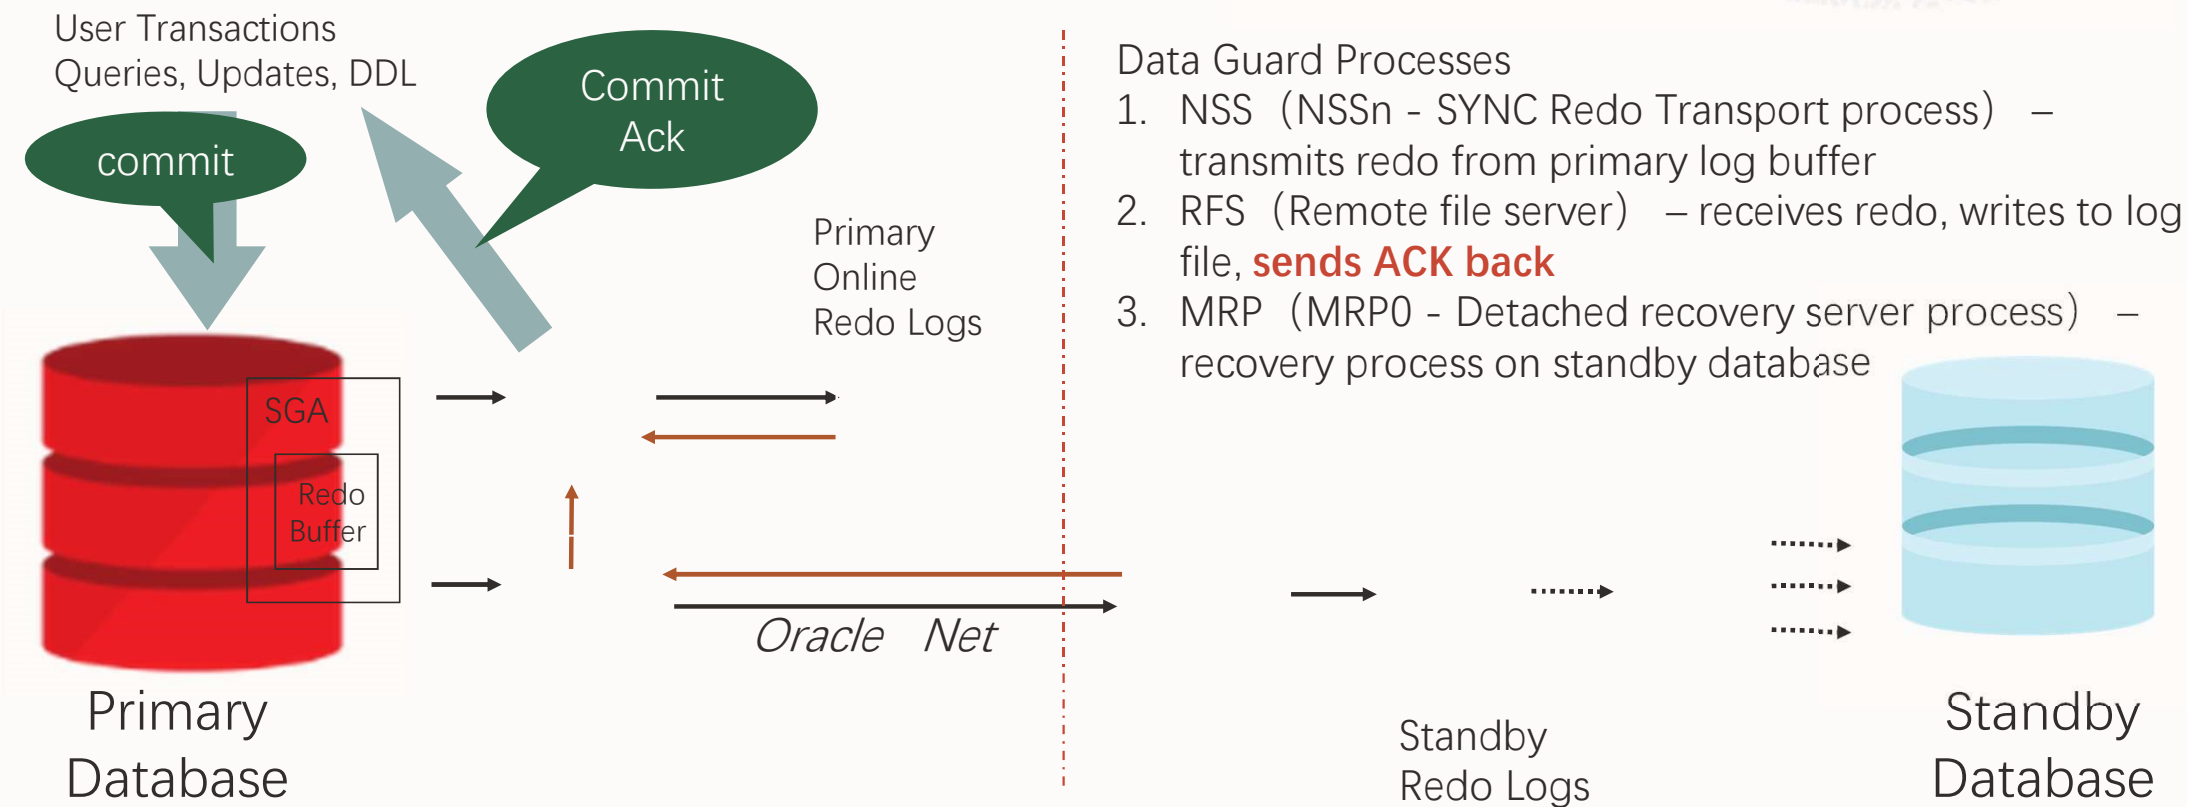 User Transactions
Queries, Updates, DDL
commit
Commit
Ack
Primary
Online
Redo Logs
SGA
Redo
Buffer
Oracle Net
Primary
Database
Data Guard Processes
1. NSS（NSSn - SYNC Redo Transport process） –
transmits redo from primary log buffer
2. RFS（Remote file server） – receives redo, writes to log
file, sends ACK back
3. MRP（MRP0 - Detached recovery server process） –
recovery process on standby database
Standby
Redo Logs
Standby
Database